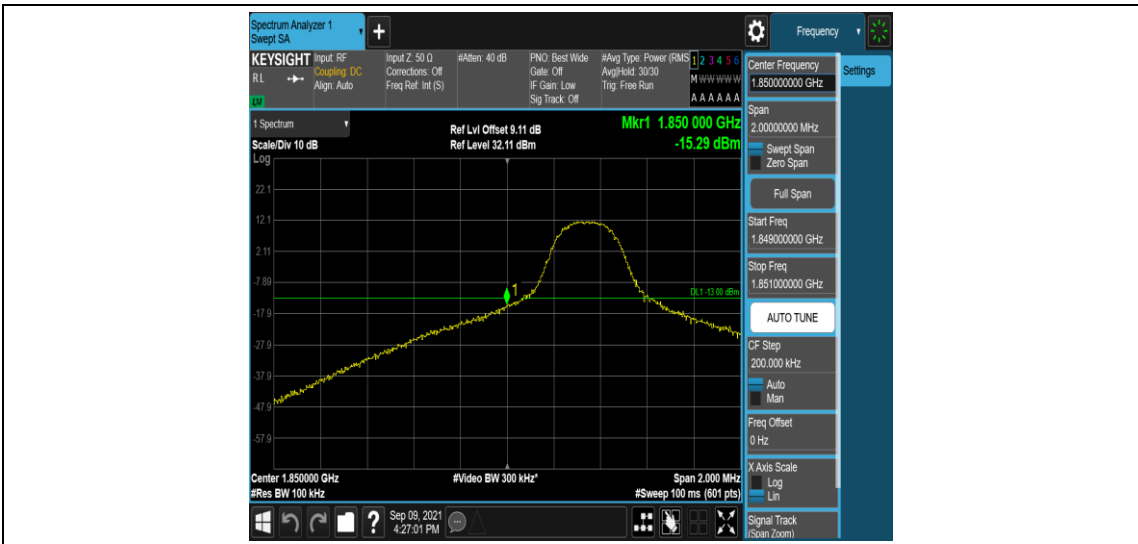 Spectrum Analyzer 1
Swept SA
+
Frequency
KEYSIGHT
RL
LXI
Input: RF
Coupling: DC
Align: Auto
Input Z: 50 Ω
Corrections: Off
Freq Ref: Int (S)
#Atten: 40 dB
PNO: Best Wide
Gate: Off
IF Gain: Low
Sig Track: Off
#Avg Type: Power (RMS
Avg|Hold: 30/30
Trig: Free Run
1 2 3 4 5 6
M W W W W W
A A A A A A
1 Spectrum
Scale/Div 10 dB
Log
Ref Lvl Offset 9.11 dB
Ref Level 32.11 dBm
Mkr1 1.850 000 GHz
-15.29 dBm
22.1
12.1
2.11
-7.89
-17.9
-27.9
-37.9
-47.9
-57.9
1
DL1 -13.00 dBm
Center 1.850000 GHz
#Res BW 100 kHz
#Video BW 300 kHz*
Span 2.000 MHz
#Sweep 100 ms (601 pts)
?
Sep 09, 2021
4:27:01 PM
Center Frequency
1.850000000 GHz
Settings
Span
2.00000000 MHz
Swept Span
Zero Span
Full Span
Start Freq
1.849000000 GHz
Stop Freq
1.851000000 GHz
AUTO TUNE
CF Step
200.000 kHz
Auto
Man
Freq Offset
0 Hz
X Axis Scale
Log
Lin
Signal Track
(Span Zoom)